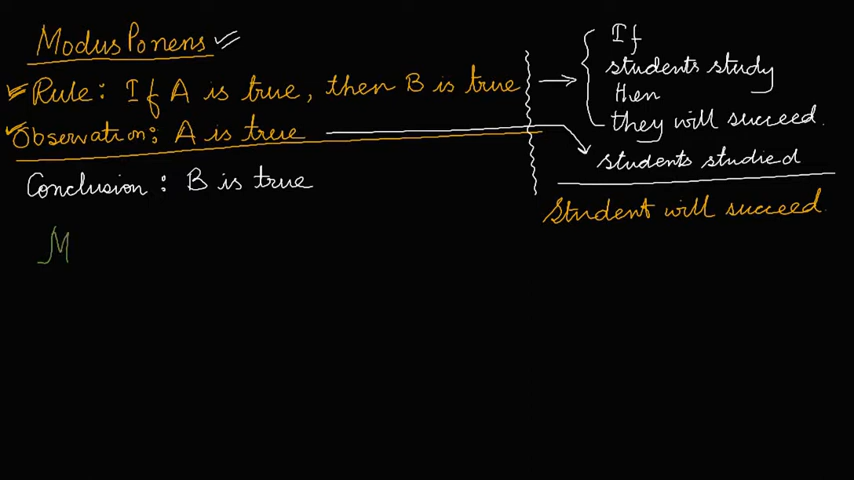 Modus Ponens
Rule: If A is true, then B is true
Observation: A is true
Conclusion: B is true
M
If
students study
then
they will succeed.
students studied
Student will succeed.